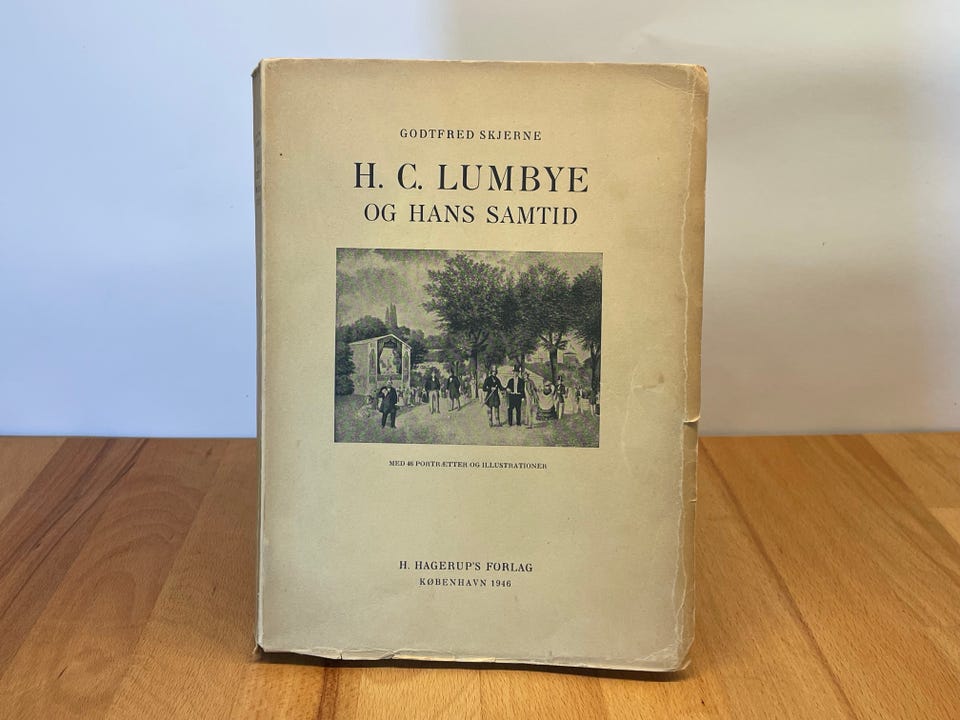 GODTFRED SKJERNE
H. C. LUMBYE
OG HANS SAMTID
MED 46 PORTRÆTTER OG ILLUSTRATIONER
H. HAGERUP'S FORLAG
KØBENHAVN 1946